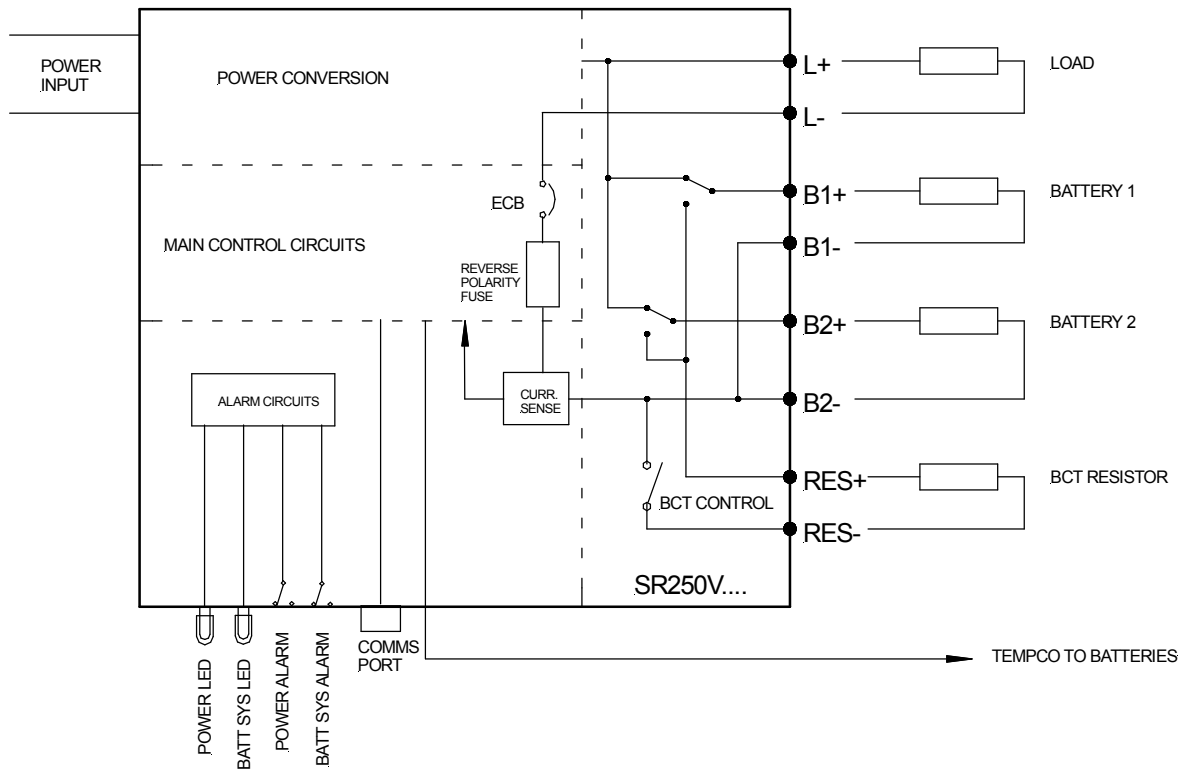 POWER
INPUT
POWER CONVERSION
L+
LOAD
L-
ECB
MAIN CONTROL CIRCUITS
REVERSE
POLARITY
FUSE
B1+
BATTERY 1
B1-
B2+
BATTERY 2
ALARM CIRCUITS
CURR.
SENSE
B2-
RES+
BCT RESISTOR
BCT CONTROL
RES-
SR250V....
POWER LED
BATT SYS LED
POWER ALARM
BATT SYS ALARM
COMMS
PORT
TEMPCO TO BATTERIES